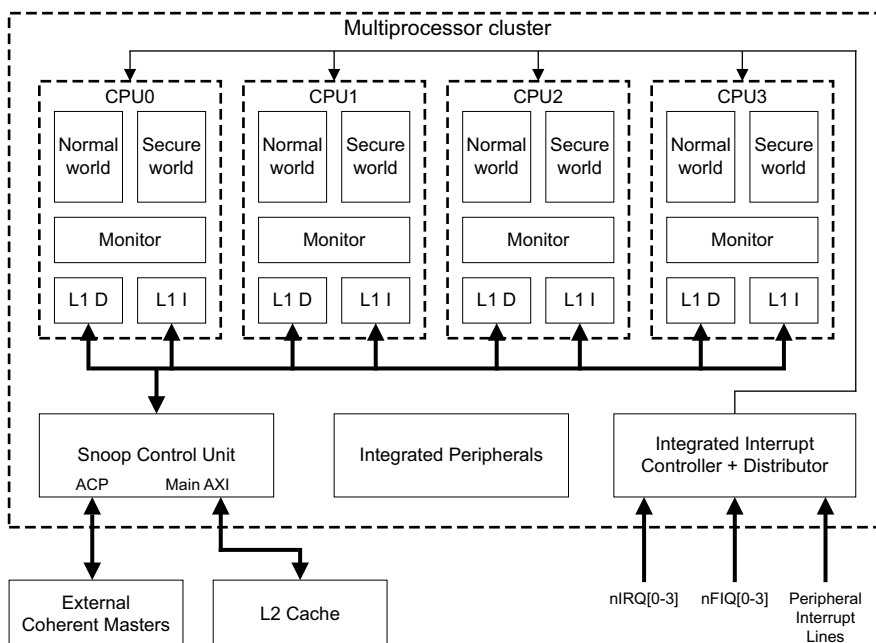 Multiprocessor cluster
CPU0
CPU1
CPU2
CPU3
Normal
world
Secure
world
Normal
world
Secure
world
Normal
world
Secure
world
Normal
world
Secure
world
Monitor
Monitor
Monitor
Monitor
L1 D
L1 I
L1 D
L1 I
L1 D
L1 I
L1 D
L1 I
Snoop Control Unit
ACP
Main AXI
Integrated Peripherals
Integrated Interrupt
Controller + Distributor
External
Coherent Masters
L2 Cache
nIRQ[0-3]
nFIQ[0-3]
Peripheral
Interrupt
Lines